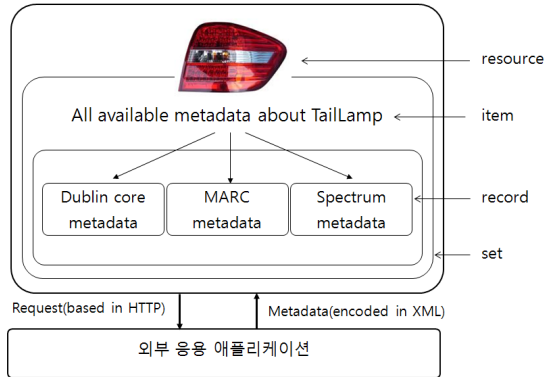 resource
All available metadata about TailLamp
item
Dublin core
metadata
MARC
metadata
Spectrum
metadata
record
set
Request(based in HTTP)
Metadata(encoded in XML)
외부 응용 애플리케이션